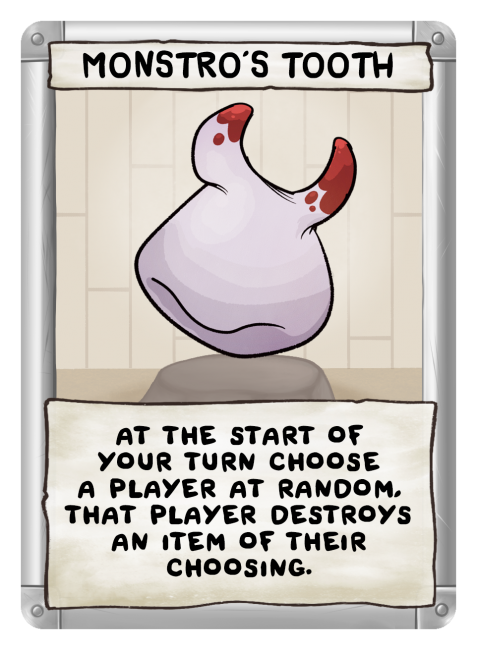 MONSTRO'S TOOTH
AT THE START OF
YOUR TURN CHOOSE
A PLAYER AT RANDOM.
THAT PLAYER DESTROYS
AN ITEM OF THEIR
CHOOSING.